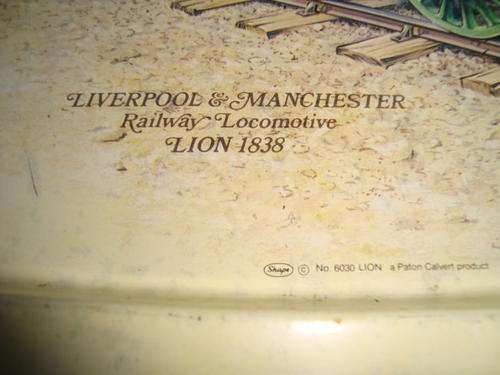 LIVERPOOL & MANCHESTER
Railway Locomotive
LION 1838
Shape © No. 6030 LION a Paton Calvert product